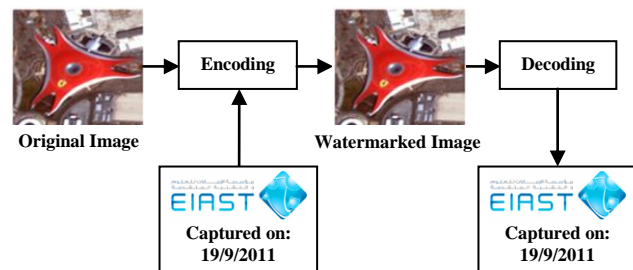 Encoding
Decoding
Original Image
Watermarked Image
EIAST
Captured on:
19/9/2011
EIAST
Captured on:
19/9/2011